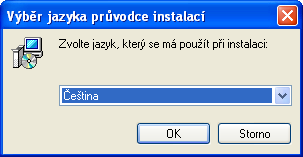 Výběr jazyka průvodce instalací
Zvolte jazyk, který se má použít při instalaci:
Čeština
OK
Storno